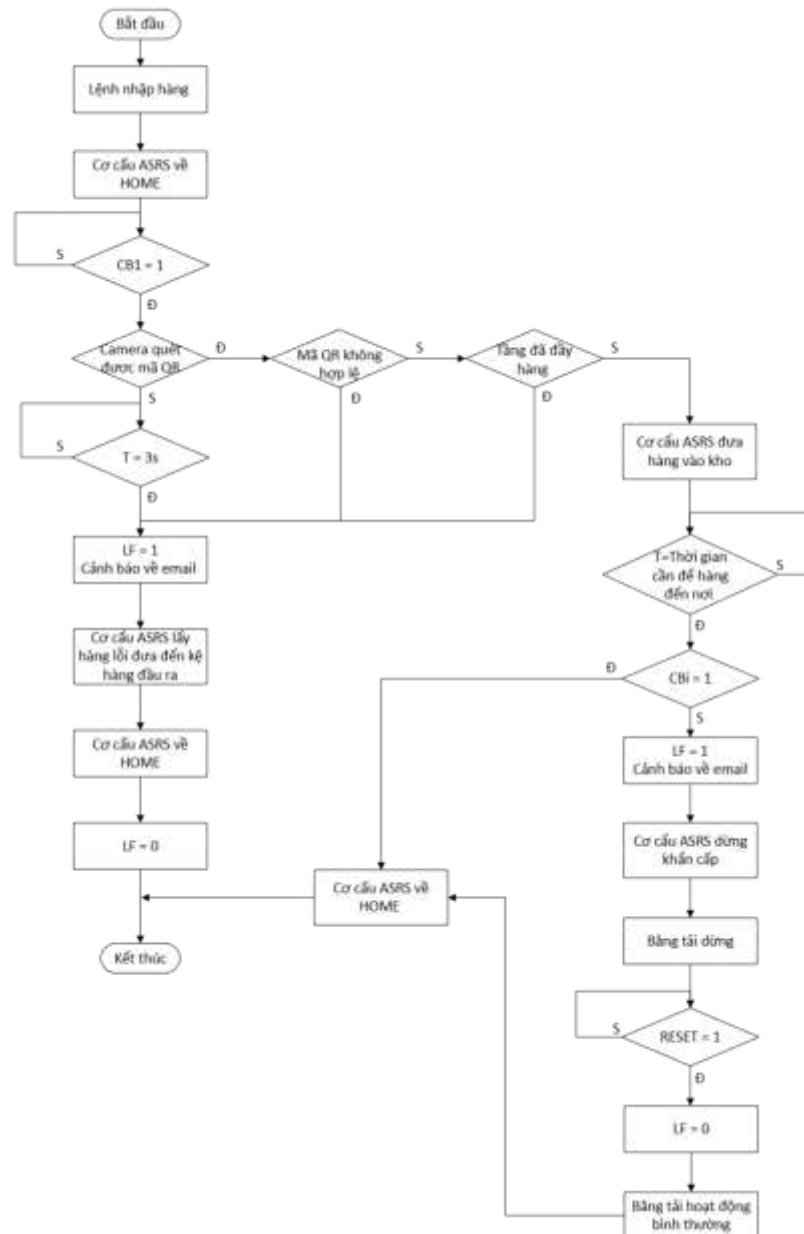 Bắt đầu
Lệnh nhập hàng
Cơ cấu ASRS về
HOME
S
CB1 = 1
Đ
Camera quét
được mã QR
Đ
Mã QR không
hợp lệ
S
Tầng đã đầy
hàng
S
S
Đ
Đ
S
T = 3s
Đ
Cơ cấu ASRS đưa
hàng vào kho
LF = 1
Cảnh báo về email
T=Thời gian
cần để hàng
đến nơi
S
Đ
Cơ cấu ASRS lấy
hàng lỗi đưa đến kệ
hàng đầu ra
Đ
CBi = 1
S
Cơ cấu ASRS về
HOME
LF = 1
Cảnh báo về email
LF = 0
Cơ cấu ASRS dừng
khẩn cấp
Cơ cấu ASRS về
HOME
Băng tải dừng
Kết thúc
S
RESET = 1
Đ
LF = 0
Băng tải hoạt động
bình thường